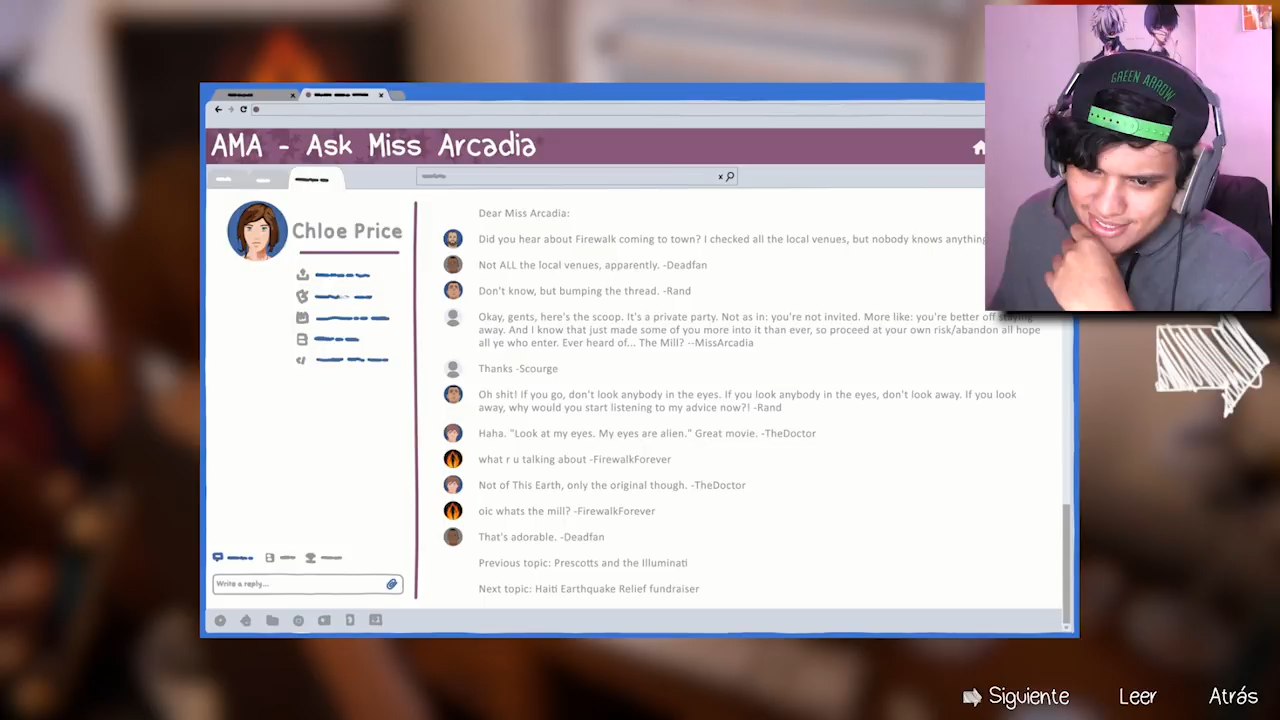 GREEN ARROW
AMA - Ask Miss Arcadia
Chloe Price
Dear Miss Arcadia:
Did you hear about Firewalk coming to town? I checked all the local venues, but nobody knows anything
Not ALL the local venues, apparently. -Deadfan
Don't know, but bumping the thread. -Rand
Okay, gents, here's the scoop. It's a private party. Not as in: you're not invited. More like: you're better off staying
away. And I know that just made some of you more into it than ever, so proceed at your own risk/abandon all hope
all ye who enter. Ever heard of... The Mill? --MissArcadia
Thanks -Scourge
Oh shit! If you go, don't look anybody in the eyes. If you look anybody in the eyes, don't look away. If you look
away, why would you start listening to my advice now?! -Rand
Haha. "Look at my eyes. My eyes are alien." Great movie. -TheDoctor
what r u talking about -FirewalkForever
Not of This Earth, only the original though. -TheDoctor
oic whats the mill? -FirewalkForever
That's adorable. -Deadfan
Previous topic: Prescotts and the Illuminati
Next topic: Haiti Earthquake Relief fundraiser
Write a reply...
Siguiente
Leer
Atrás